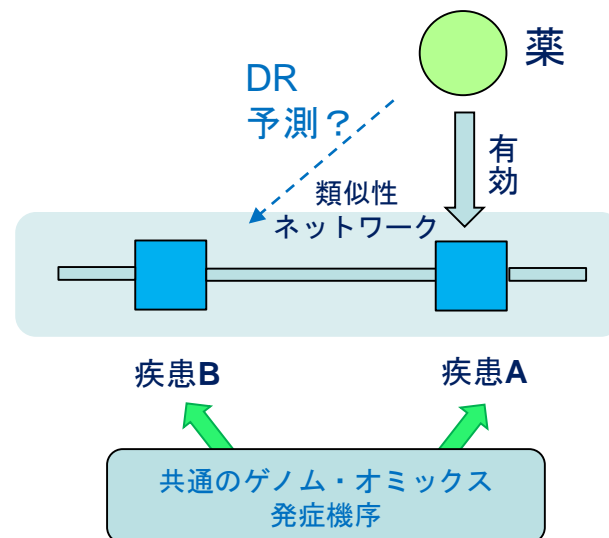 薬
DR
予測？
有効
類似性
ネットワーク
疾患B
疾患A
共通のゲノム・オミックス
発症機序